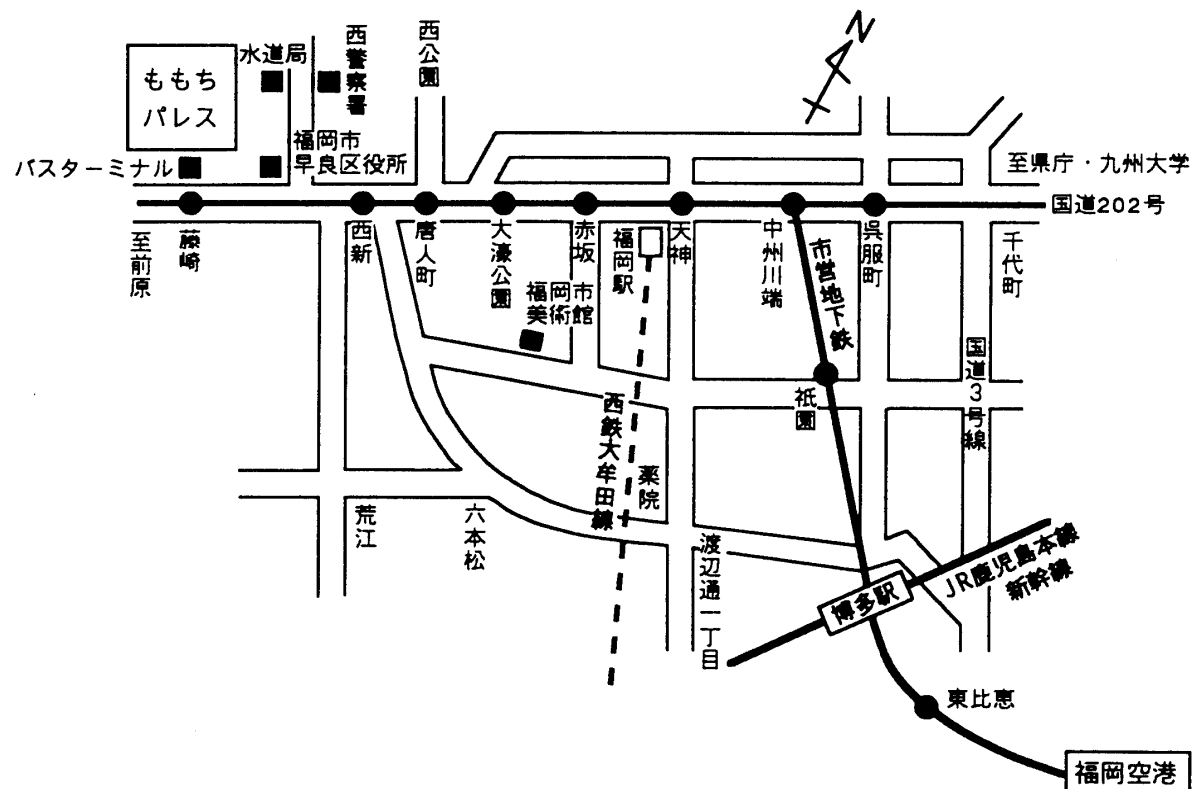 ももち
パレス
水道局
西警察署
西公園
N
福岡市
早良区役所
バスターミナル
至県庁・九州大学
国道202号
至前原
藤崎
西新
唐人町
大濠公園
赤坂
福岡駅
天神
中州川端
市営地下鉄
呉服町
千代町
福岡市
美術館
国道3号線
祇園
西鉄大牟田線
薬院
荒江
六本松
渡辺通一丁目
博多駅
JR鹿児島本線
新幹線
東比恵
福岡空港